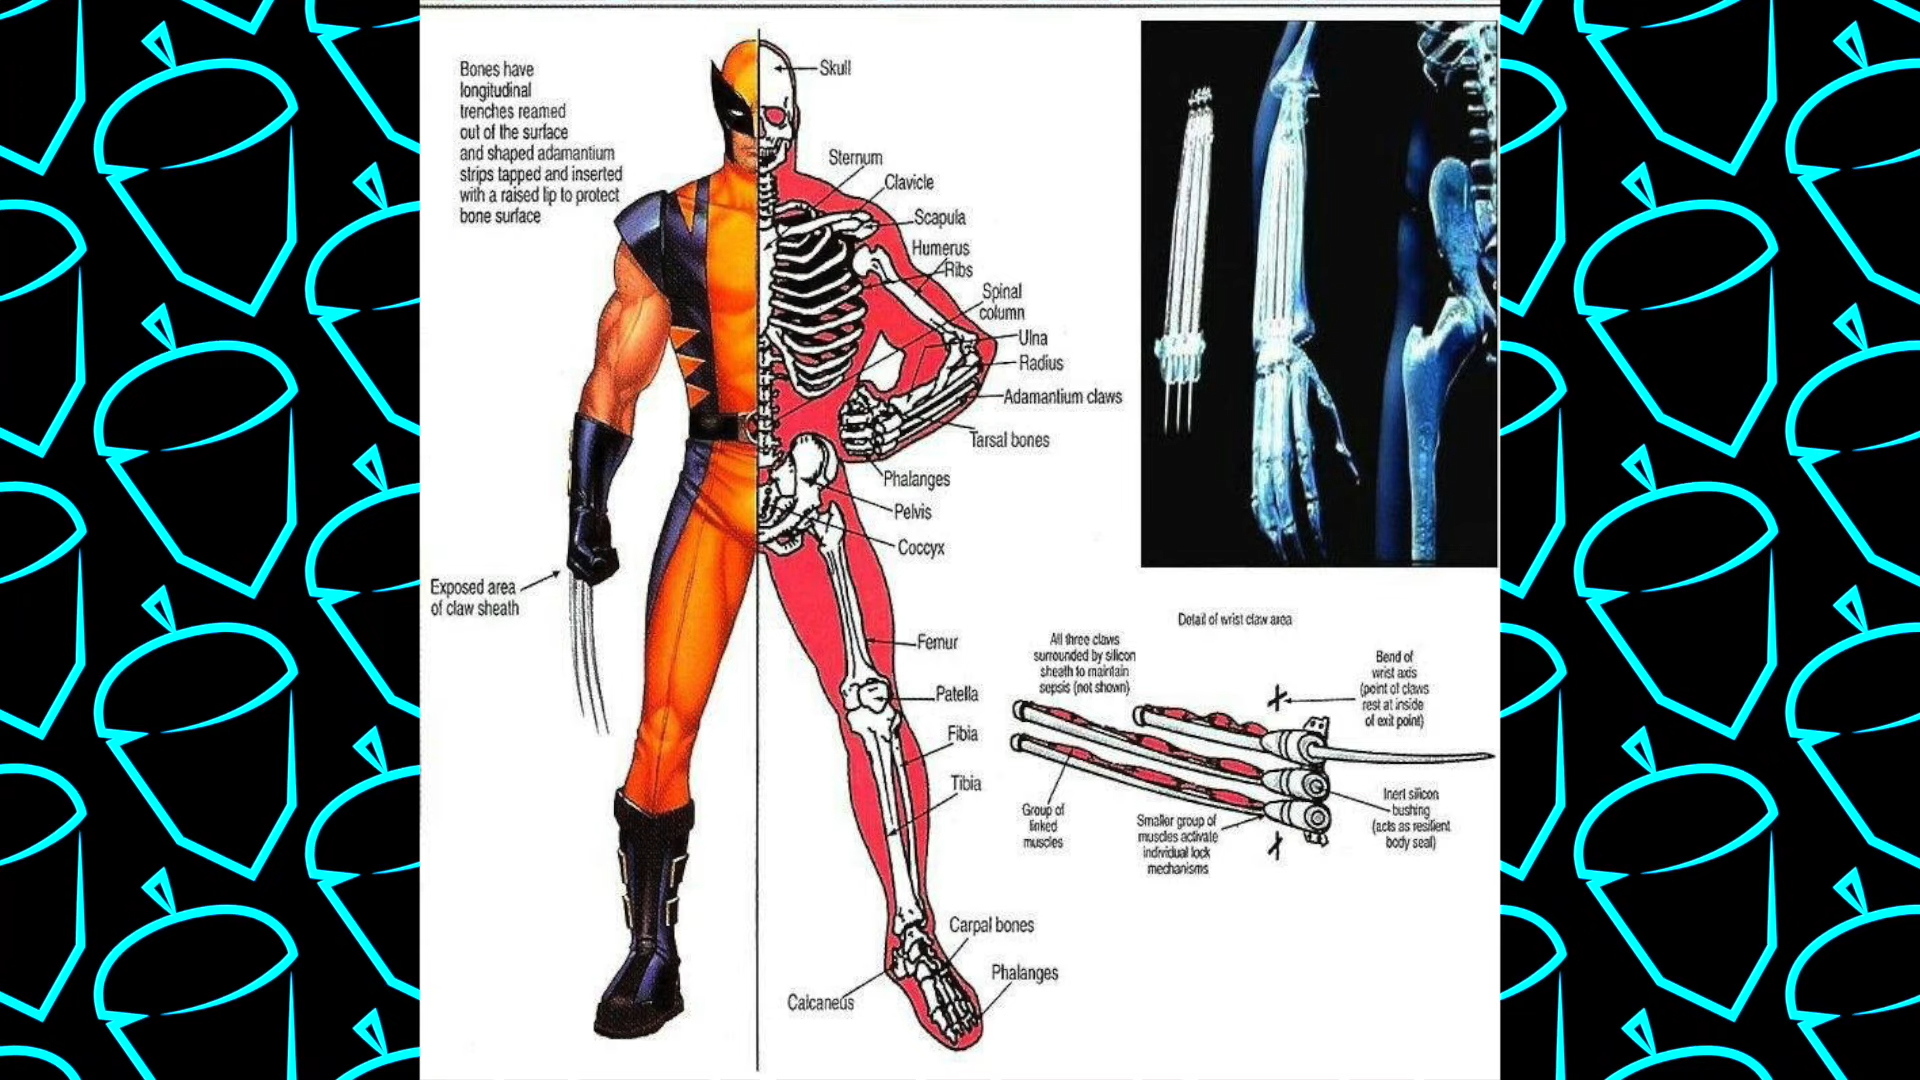 Bones have
longitudinal
trenches reamed
out of the surface
and shaped adamantium
strips tapped and inserted
with a raised lip to protect
bone surface
Skull
Sternum
Clavicle
Scapula
Humerus
Ribs
Spinal
column
Ulna
Radius
Adamantium claws
Tarsal bones
Phalanges
Pelvis
Coccyx
Exposed area
of claw sheath
Femur
Patella
Fibia
Tibia
Carpal bones
Phalanges
Calcaneus
Detail of wrist claw area
All three claws
surrounded by silicon
sheath to maintain
sepsis (not shown)
Bend of
wrist axis
(point of claws
rest at inside
of exit point)
Group of
linked
muscles
Smaller group of
muscles activate
individual lock
mechanisms
Inert silicon
bushing
(acts as resilient
body seal)